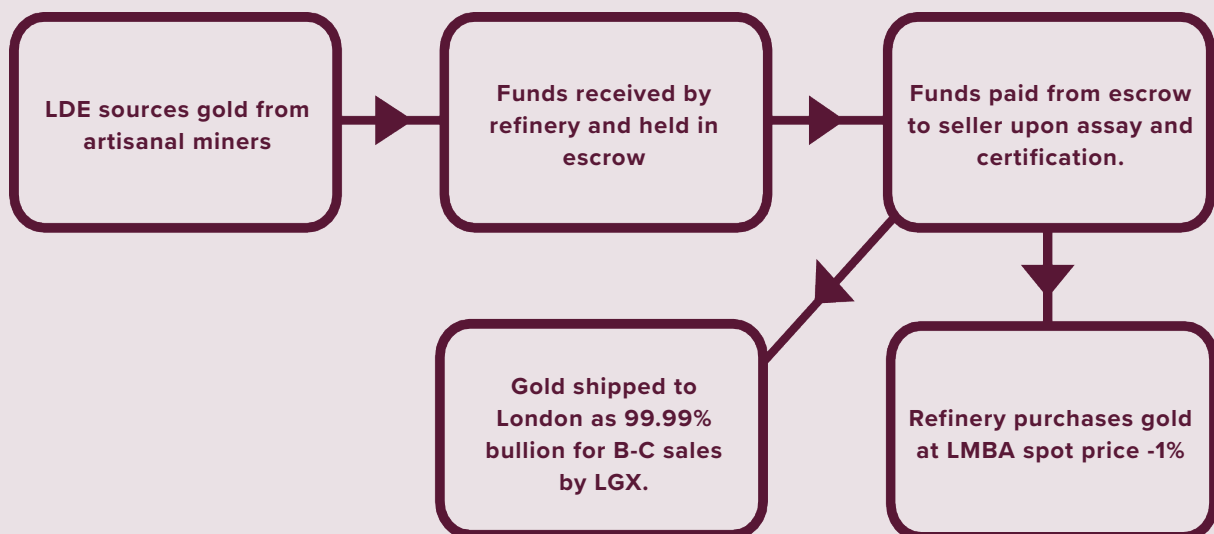 LDE sources gold from
artisanal miners
Funds received by
refinery and held in
escrow
Funds paid from escrow
to seller upon assay and
certification.
Gold shipped to
London as 99.99%
bullion for B-C sales
by LGX.
Refinery purchases gold
at LMBA spot price -1%